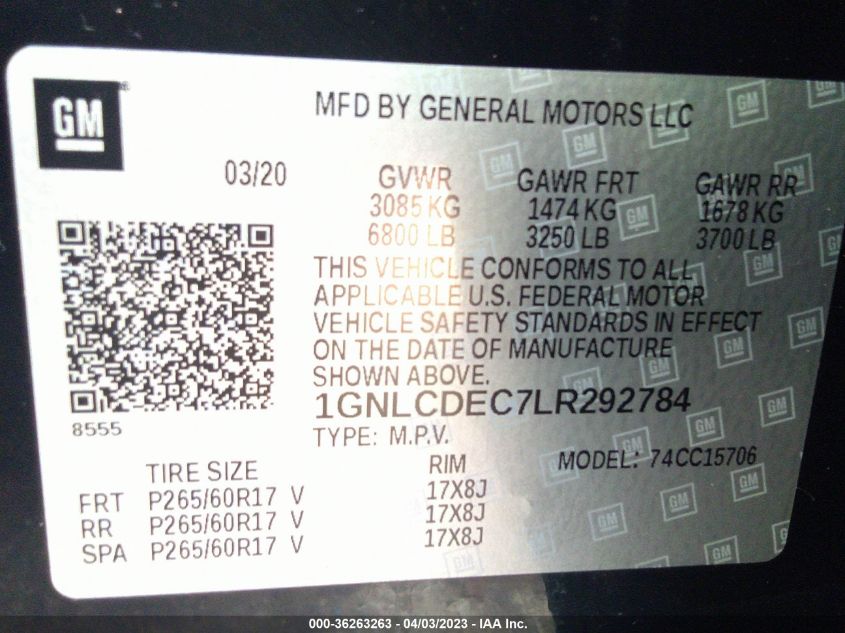 GM
MFD BY GENERAL MOTORS LLC
03/20
GVWR GAWR FRT GAWR RR
3085 KG 1474 KG 1678 KG
6800 LB 3250 LB 3700 LB
THIS VEHICLE CONFORMS TO ALL
APPLICABLE U.S. FEDERAL MOTOR
VEHICLE SAFETY STANDARDS IN EFFECT
ON THE DATE OF MANUFACTURE
SHOWN ABOVE.
1GNLCDEC7LR292784
8555
TYPE: M.P.V.
TIRE SIZE RIM MODEL: 74CC15706
FRT P265/60R17 V 17X8J
RR P265/60R17 V 17X8J
SPA P265/60R17 V 17X8J
000-36263263 - 04/03/2023 - IAA Inc.